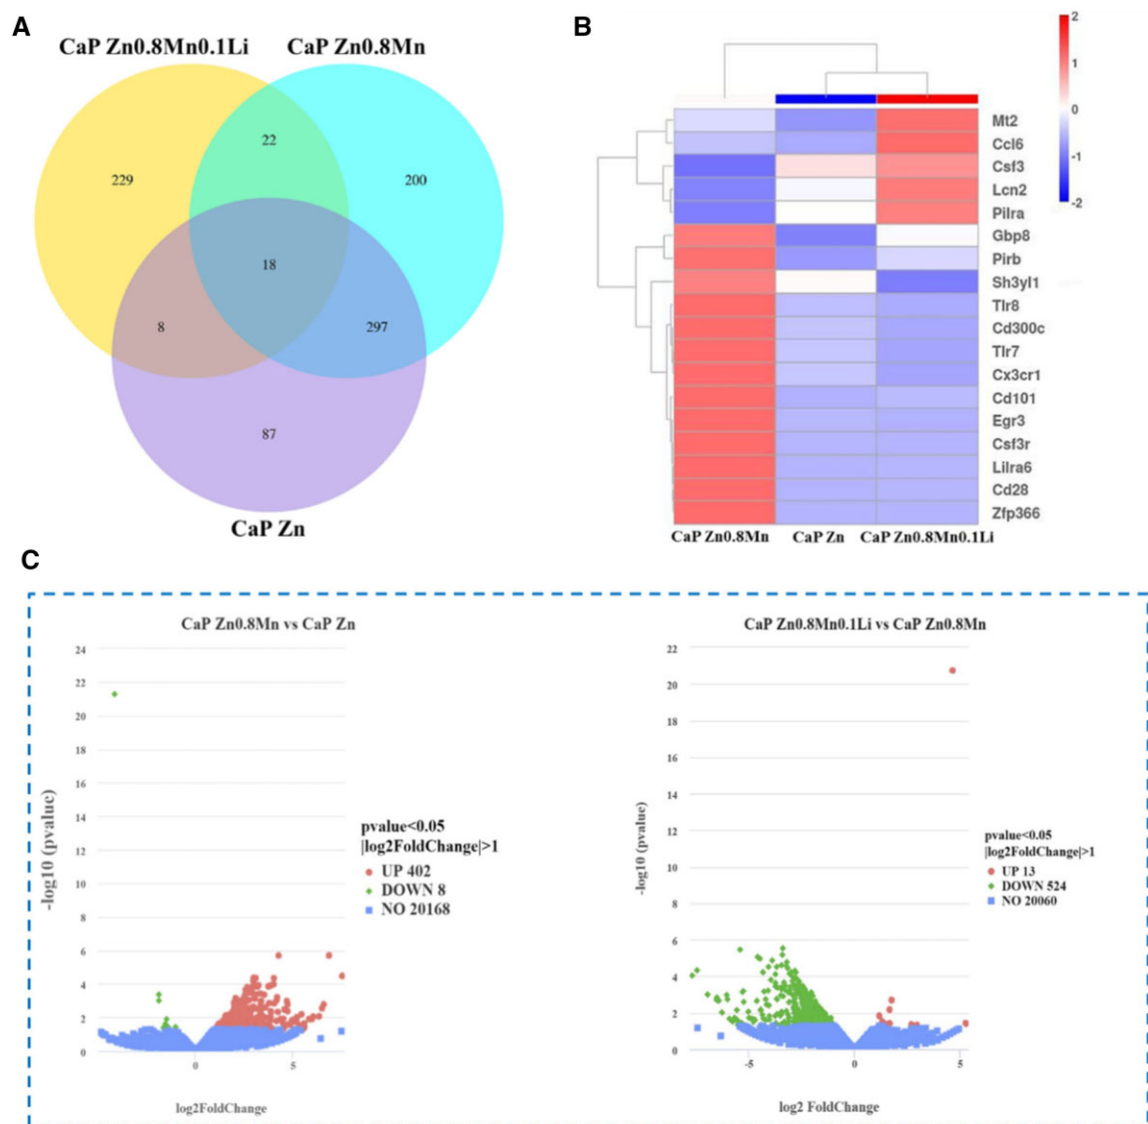 A
CaP Zn0.8Mn0.1Li
CaP Zn0.8Mn
22
229
200
18
8
297
87
CaP Zn
B
2
1
0
-1
-2
Mt2
Ccl6
Csf3
Lcn2
Pilra
Gbp8
Pirb
Sh3yl1
Tlr8
Cd300c
Tlr7
Cx3cr1
Cd101
Egr3
Csf3r
Lilra6
Cd28
Zfp366
CaP Zn0.8Mn
CaP Zn
CaP Zn0.8Mn0.1Li
C
CaP Zn0.8Mn vs CaP Zn
24
22
20
18
16
14
12
10
8
6
4
2
0
-log10 (pvaluc)
0
5
log2FoldChange
pvalue<0.05
|log2FoldChange|>1
UP 402
DOWN 8
NO 20168
CaP Zn0.8Mn0.1Li vs CaP Zn0.8Mn
22
20
18
16
14
12
10
8
6
4
2
0
-log10 (pvalue)
-5
0
5
log2 FoldChange
pvalue<0.05
|log2FoldChange|>1
UP 13
DOWN 524
NO 20060